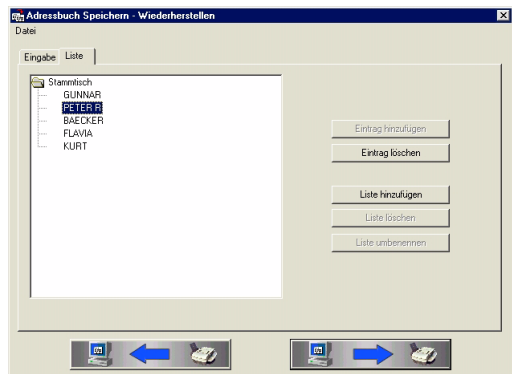 Adressbuch Speichern - Wiederherstellen
Datei
Eingabe Liste
Stammtisch
GUNNAR
PETER R
BAECKER
FLAVIA
KURT
Eintrag hinzufügen
Eintrag löschen
Liste hinzufügen
Liste löschen
Liste umbenennen